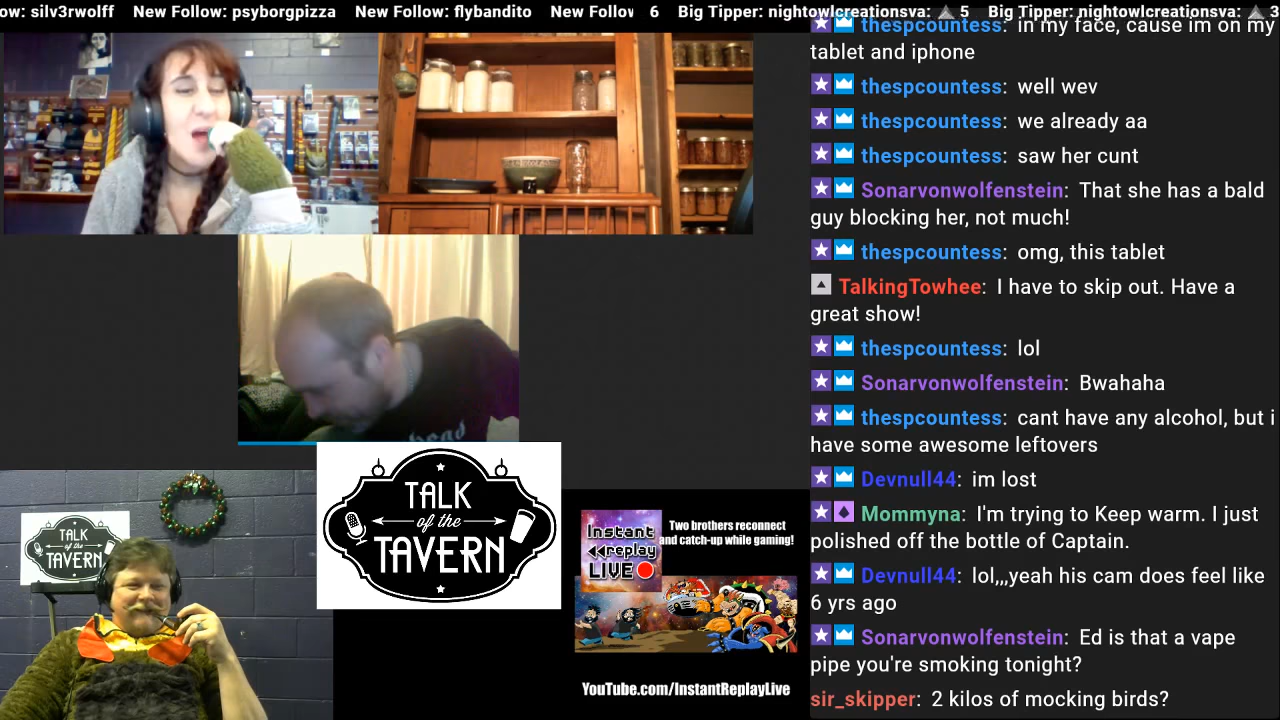 ow: silv3rwolff New Follow: psyborgpizza New Follow: flybandito New Follov 6 Big Tipper: nightowlcreationsva: 5 Big Tipper: nightowlcreationsva: 3
thespcountess: in my face, cause im on my
tablet and iphone
thespcountess: well wev
thespcountess: we already aa
thespcountess: saw her cunt
Sonarvonwolfenstein: That she has a bald
guy blocking her, not much!
thespcountess: omg, this tablet
TalkingTowhee: I have to skip out. Have a
great show!
thespcountess: lol
Sonarvonwolfenstein: Bwahaha
thespcountess: cant have any alcohol, but i
have some awesome leftovers
Devnull44: im lost
Mommyna: I'm trying to Keep warm. I just
polished off the bottle of Captain.
Devnull44: lol,,,yeah his cam does feel like
6 yrs ago
Sonarvonwolfenstein: Ed is that a vape
pipe you're smoking tonight?
sir_skipper: 2 kilos of mocking birds?
TALK
of the
TAVERN
TALK
of the
TAVERN
Instant
replay
LIVE
Two brothers reconnect
and catch-up while gaming!
YouTube.com/InstantReplayLive